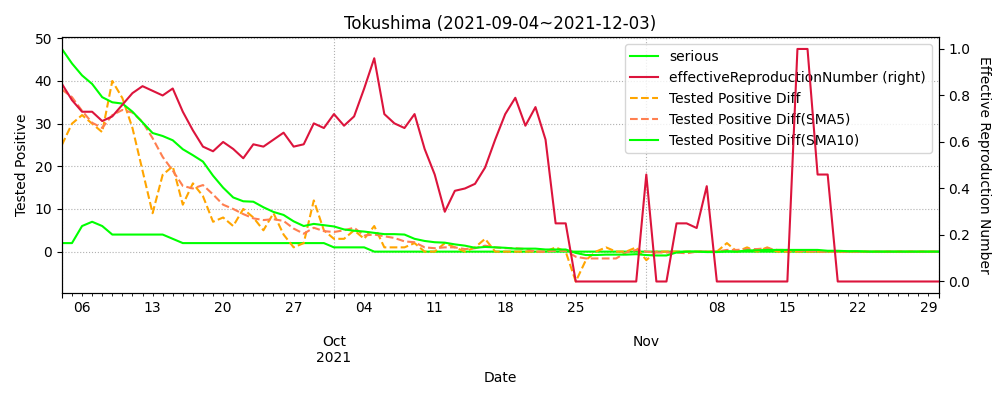 Tokushima (2021-09-04~2021-12-03)
50
40
30
20
10
0
Tested Positive
serious
effectiveReproductionNumber (right)
Tested Positive Diff
Tested Positive Diff(SMA5)
Tested Positive Diff(SMA10)
1.0
0.8
0.6
0.4
0.2
0.0
Effective Reproduction Number
06 13 20 27 04 11 18 25 08 15 22 29
Oct Nov
2021
Date